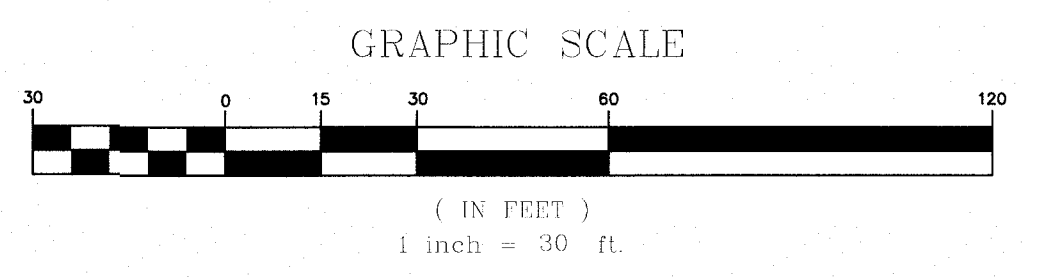 GRAPHIC SCALE
30 0 15 30 60 120
( IN FEET )
1 inch = 30 ft.